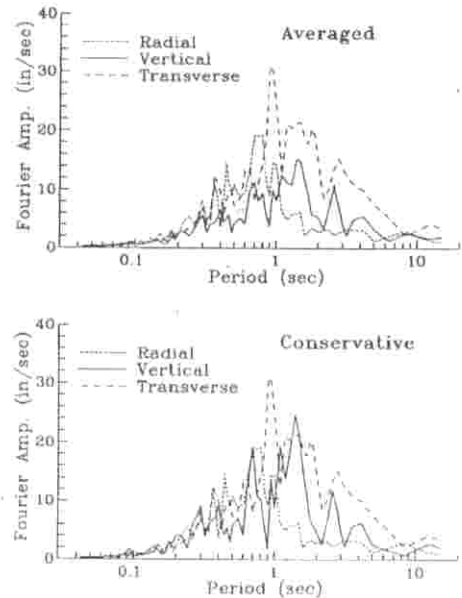 Averaged
Radial
Vertical
Transverse
Fourier Amp. (in/sec)
40
30
20
10
0
0.1
1
10
Period (sec)
Conservative
Radial
Vertical
Transverse
Fourier Amp. (in/sec)
40
30
20
10
0
0.1
1
10
Period (sec)